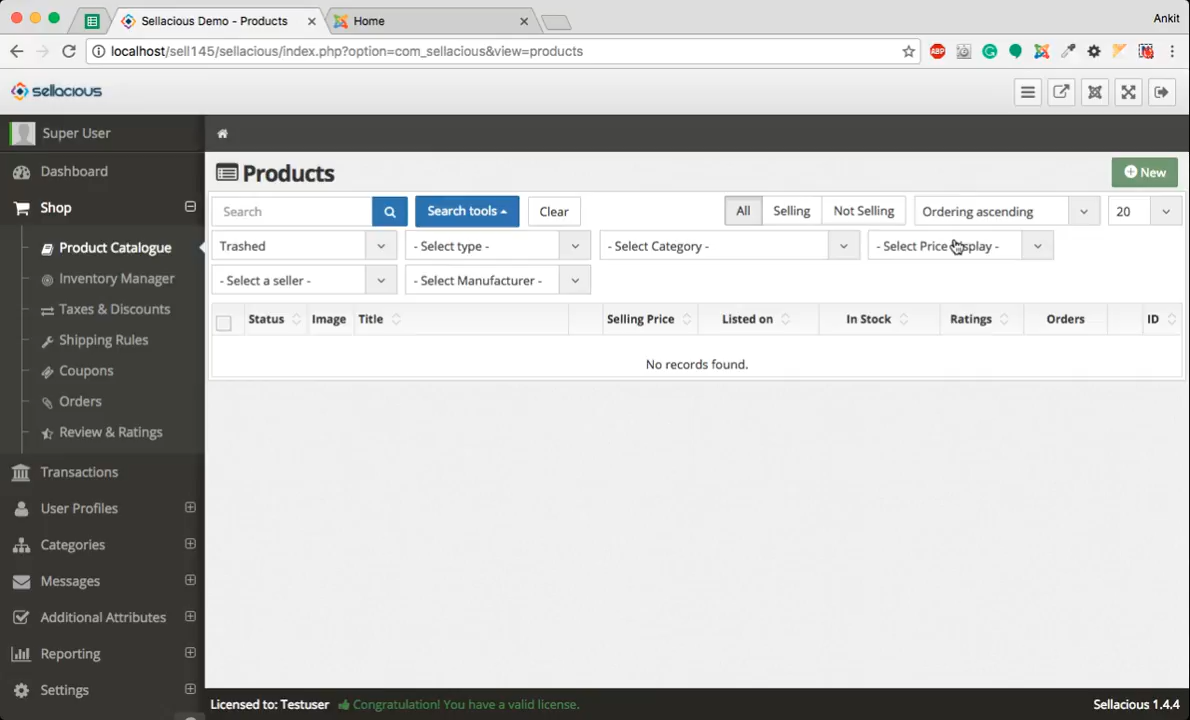 Sellacious Demo - Products
Home
Ankit
localhost/sell145/sellacious/index.php?option=com_sellacious&view=products
ABP
sellacious
Super User
Dashboard
Shop
Product Catalogue
Inventory Manager
Taxes & Discounts
Shipping Rules
Coupons
Orders
Review & Ratings
Transactions
User Profiles
Categories
Messages
Additional Attributes
Reporting
Settings
Products
New
Search
Search tools
Clear
All
Selling
Not Selling
Ordering ascending
20
Trashed
- Select type -
- Select Category -
- Select Price Display -
- Select a seller -
- Select Manufacturer -
Status
Image
Title
Selling Price
Listed on
In Stock
Ratings
Orders
ID
No records found.
Licensed to: Testuser
Congratulation! You have a valid license.
Sellacious 1.4.4